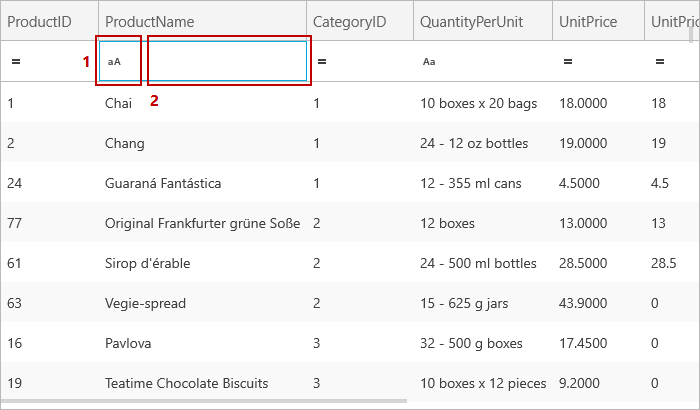 ProductID ProductName CategoryID QuantityPerUnit UnitPrice UnitPric
= 1 aA 2 = Aa = =
1 Chai 1 10 boxes x 20 bags 18.0000 18
2 Chang 1 24 - 12 oz bottles 19.0000 19
24 Guaraná Fantástica 1 12 - 355 ml cans 4.5000 4.5
77 Original Frankfurter grüne Soße 2 12 boxes 13.0000 13
61 Sirop d'érable 2 24 - 500 ml bottles 28.5000 28.5
63 Vegie-spread 2 15 - 625 g jars 43.9000 0
16 Pavlova 3 32 - 500 g boxes 17.4500 0
19 Teatime Chocolate Biscuits 3 10 boxes x 12 pieces 9.2000 0